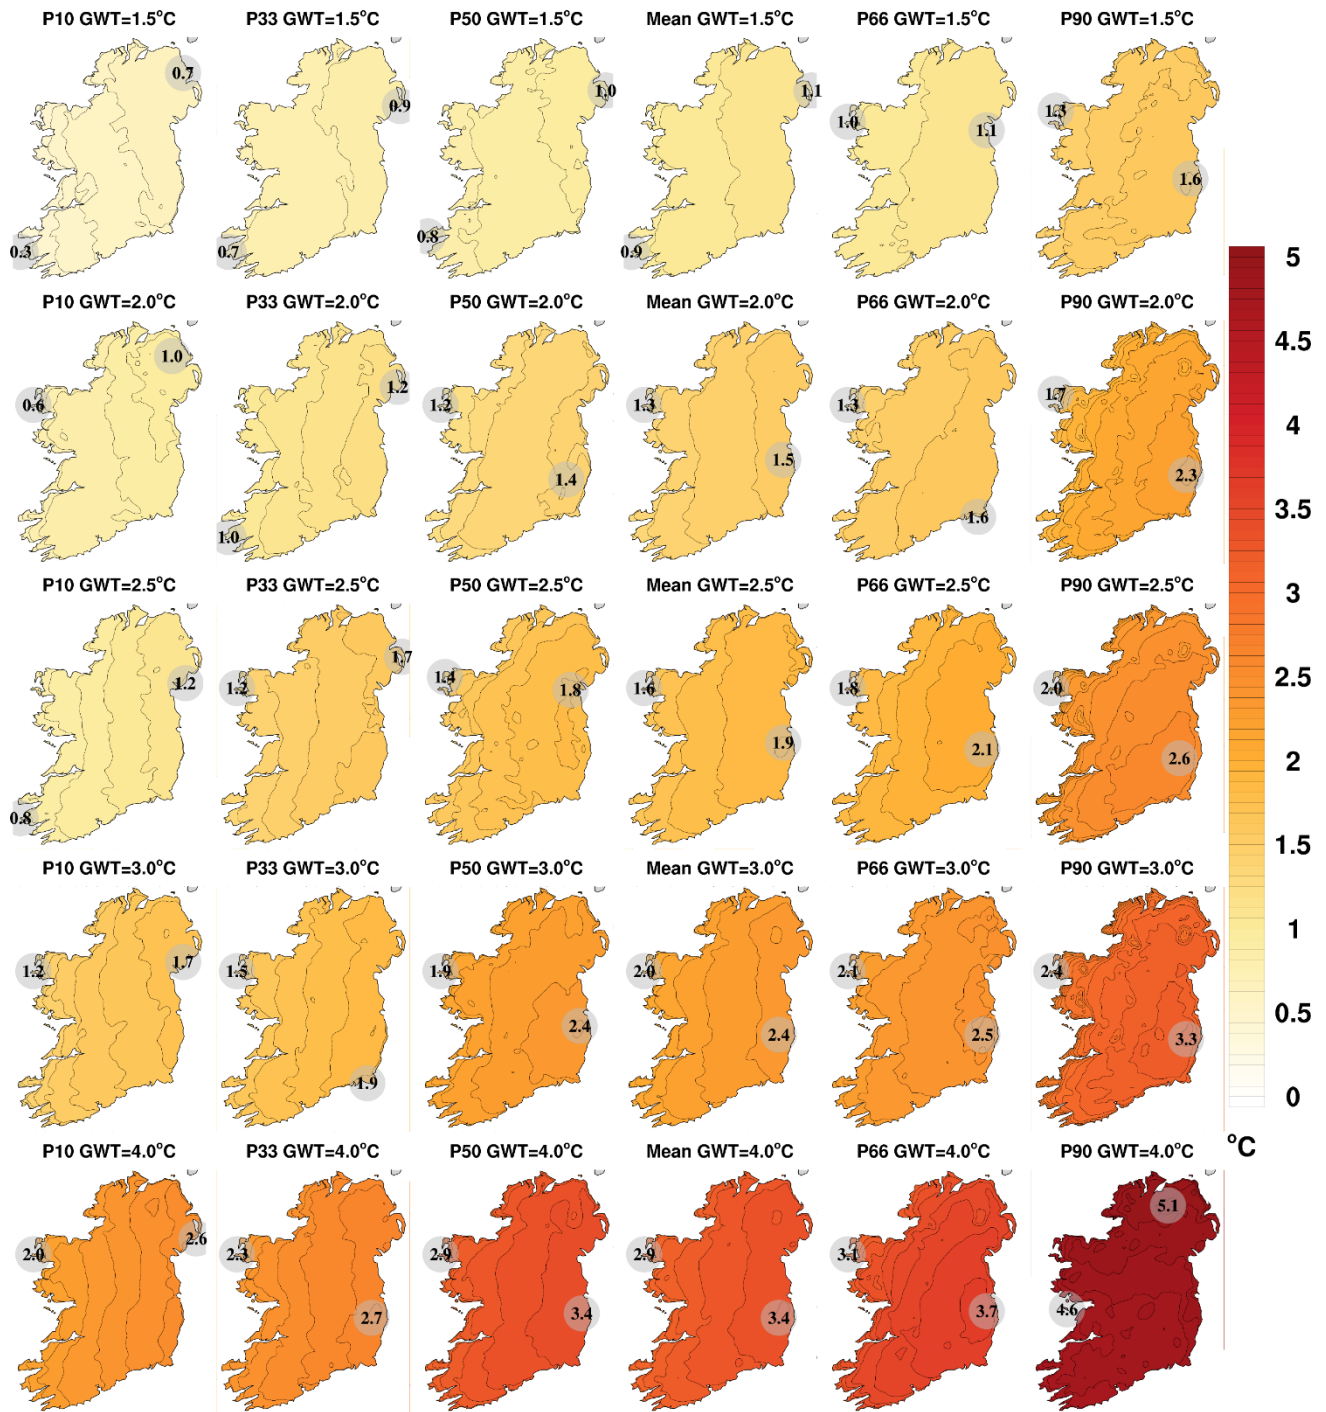 P10 GWT=1.5°C P33 GWT=1.5°C P50 GWT=1.5°C Mean GWT=1.5°C P66 GWT=1.5°C P90 GWT=1.5°C
0.7 0.9 1.0 1.1 1.0 1.1 1.3 1.6
0.3 0.7 0.8 0.9
P10 GWT=2.0°C P33 GWT=2.0°C P50 GWT=2.0°C Mean GWT=2.0°C P66 GWT=2.0°C P90 GWT=2.0°C
0.6 1.0 1.2 1.2 1.3 1.3 1.7
1.0 1.4 1.5 1.6 2.3
P10 GWT=2.5°C P33 GWT=2.5°C P50 GWT=2.5°C Mean GWT=2.5°C P66 GWT=2.5°C P90 GWT=2.5°C
1.2 1.2 1.7 1.4 1.8 1.6 1.8 2.0
0.8 1.9 2.1 2.6
P10 GWT=3.0°C P33 GWT=3.0°C P50 GWT=3.0°C Mean GWT=3.0°C P66 GWT=3.0°C P90 GWT=3.0°C
1.2 1.7 1.5 1.9 2.0 2.1 2.4
1.9 2.4 2.4 2.5 3.3
P10 GWT=4.0°C P33 GWT=4.0°C P50 GWT=4.0°C Mean GWT=4.0°C P66 GWT=4.0°C P90 GWT=4.0°C
2.0 2.6 2.3 2.9 2.9 3.1 5.1
2.7 3.4 3.4 3.7 4.6
5
4.5
4
3.5
3
2.5
2
1.5
1
0.5
0
°C